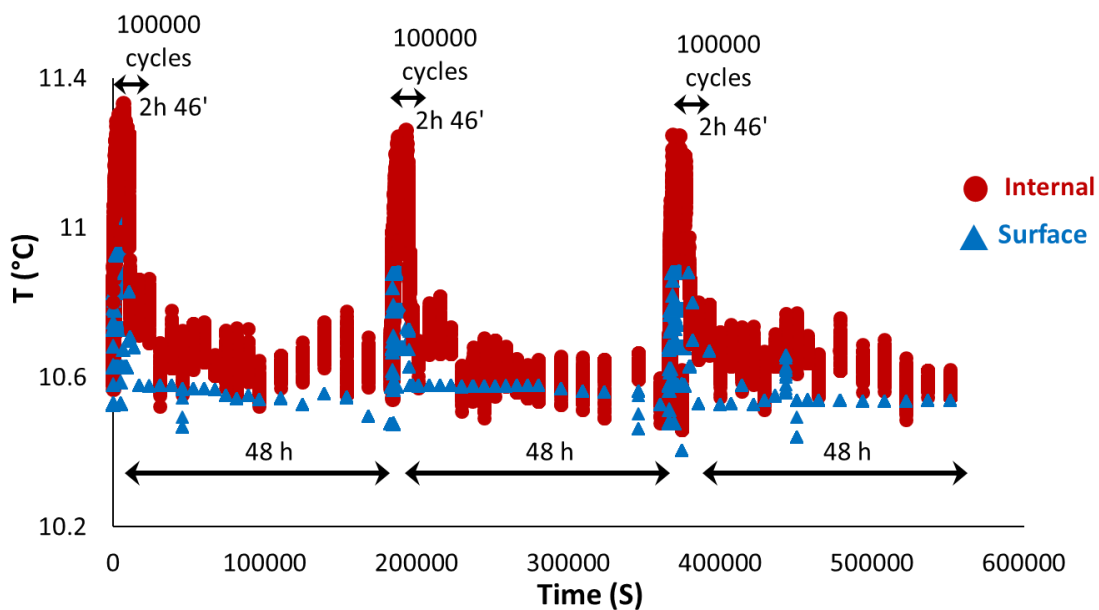 100000
cycles
2h 46'
100000
cycles
2h 46'
100000
cycles
2h 46'
11.4
11
10.6
10.2
T (°C)
Internal
Surface
48 h
48 h
48 h
0
100000
200000
300000
400000
500000
600000
Time (S)